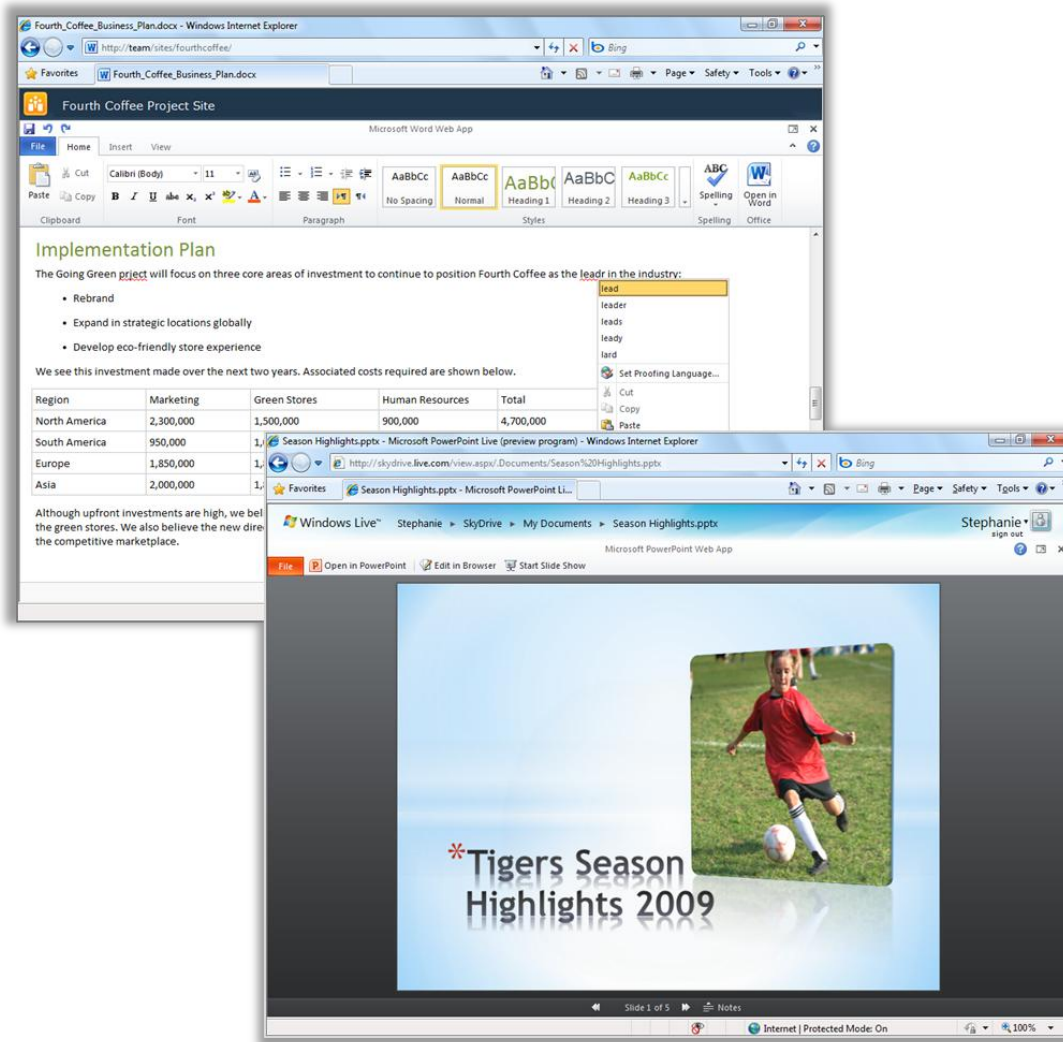 Fourth_Coffee_Business_Plan.docx - Windows Internet Explorer
http://team/sites/fourthcoffee/
Bing
Favorites
Fourth_Coffee_Business_Plan.docx
Page
Safety
Tools
Fourth Coffee Project Site
Microsoft Word Web App
File
Home
Insert
View
Paste
Cut
Copy
Calibri (Body)
11
B I U abc x, x²
AaBbCc
No Spacing
AaBbCc
Normal
AaBb
Heading 1
AaBbC
Heading 2
AaBbCc
Heading 3
ABC
Spelling
Open in
Word
Clipboard
Font
Paragraph
Styles
Spelling
Office
Implementation Plan
The Going Green prject will focus on three core areas of investment to continue to position Fourth Coffee as the leadr in the industry:
• Rebrand
• Expand in strategic locations globally
• Develop eco-friendly store experience
We see this investment made over the next two years. Associated costs required are shown below.
lead
leader
leads
leady
lard
Set Proofing Language...
Cut
Copy
Paste
Region Marketing Green Stores Human Resources Total
North America 2,300,000 1,500,000 900,000 4,700,000
South America 950,000
Europe 1,850,000
Asia 2,000,000
Although upfront investments are high, we bel
the green stores. We also believe the new dire
the competitive marketplace.
Season Highlights.pptx - Microsoft PowerPoint Live (preview program) - Windows Internet Explorer
http://skydrive.live.com/view.aspx/.Documents/Season%20Highlights.pptx
Bing
Favorites
Season Highlights.pptx - Microsoft PowerPoint Li...
Page
Safety
Tools
Windows Live™ Stephanie SkyDrive My Documents Season Highlights.pptx
Stephanie
sign out
Microsoft PowerPoint Web App
File
Open in PowerPoint
Edit in Browser
Start Slide Show
*Tigers Season
Highlights 2009
Slide 1 of 5
Notes
Internet | Protected Mode: On
100%